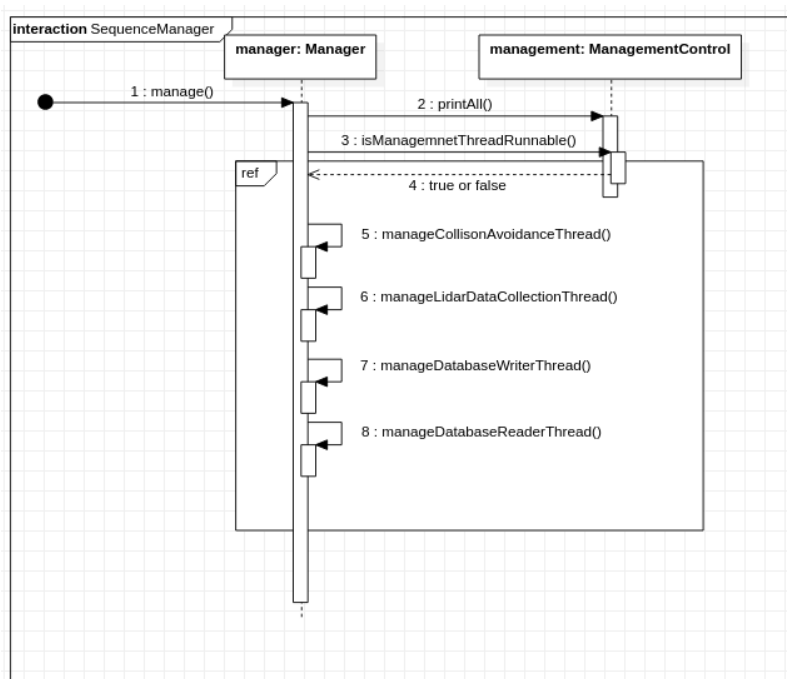 interaction SequenceManager
manager: Manager
management: ManagementControl
1 : manage()
2 : printAll()
3 : isManagemnetThreadRunnable()
ref
4 : true or false
5 : manageCollisonAvoidanceThread()
6 : manageLidarDataCollectionThread()
7 : manageDatabaseWriterThread()
8 : manageDatabaseReaderThread()